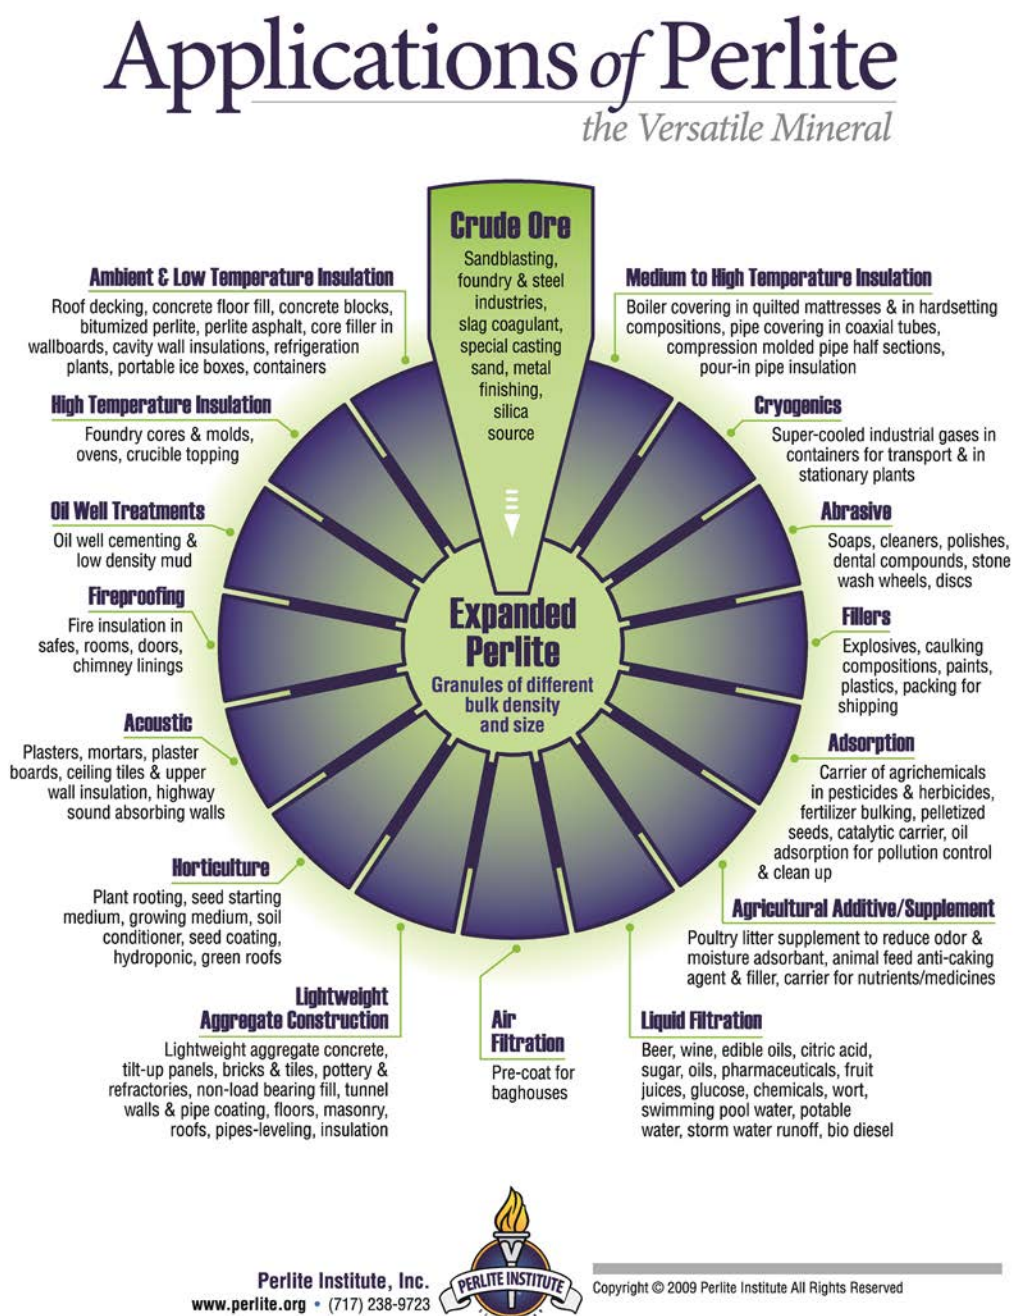 Applications of Perlite
the Versatile Mineral
Crude Ore
Sandblasting,
foundry & steel
industries,
slag coagulant,
special casting
sand, metal
finishing,
silica
source
Ambient & Low Temperature Insulation
Roof decking, concrete floor fill, concrete blocks,
bitumized perlite, perlite asphalt, core filler in
wallboards, cavity wall insulations, refrigeration
plants, portable ice boxes, containers
High Temperature Insulation
Foundry cores & molds,
ovens, crucible topping
Oil Well Treatments
Oil well cementing &
low density mud
Fireproofing
Fire insulation in
safes, rooms, doors,
chimney linings
Acoustic
Plasters, mortars, plaster
boards, ceiling tiles & upper
wall insulation, highway
sound absorbing walls
Horticulture
Plant rooting, seed starting
medium, growing medium, soil
conditioner, seed coating,
hydroponic, green roofs
Lightweight
Aggregate Construction
Lightweight aggregate concrete,
tilt-up panels, bricks & tiles, pottery &
refractories, non-load bearing fill, tunnel
walls & pipe coating, floors, masonry,
roofs, pipes-leveling, insulation
Expanded
Perlite
Granules of different
bulk density
and size
Medium to High Temperature Insulation
Boiler covering in quilted mattresses & in hardsetting
compositions, pipe covering in coaxial tubes,
compression molded pipe half sections,
pour-in pipe insulation
Cryogenics
Super-cooled industrial gases in
containers for transport & in
stationary plants
Abrasive
Soaps, cleaners, polishes,
dental compounds, stone
wash wheels, discs
Fillers
Explosives, caulking
compositions, paints,
plastics, packing for
shipping
Adsorption
Carrier of agrichemicals
in pesticides & herbicides,
fertilizer bulking, pelletized
seeds, catalytic carrier, oil
adsorption for pollution control
& clean up
Agricultural Additive/Supplement
Poultry litter supplement to reduce odor &
moisture adsorbant, animal feed anti-caking
agent & filler, carrier for nutrients/medicines
Liquid Filtration
Beer, wine, edible oils, citric acid,
sugar, oils, pharmaceuticals, fruit
juices, glucose, chemicals, wort,
swimming pool water, potable
water, storm water runoff, bio diesel
Air
Filtration
Pre-coat for
baghouses
Perlite Institute, Inc.
www.perlite.org • (717) 238-9723
PERLITE INSTITUTE
Copyright © 2009 Perlite Institute All Rights Reserved